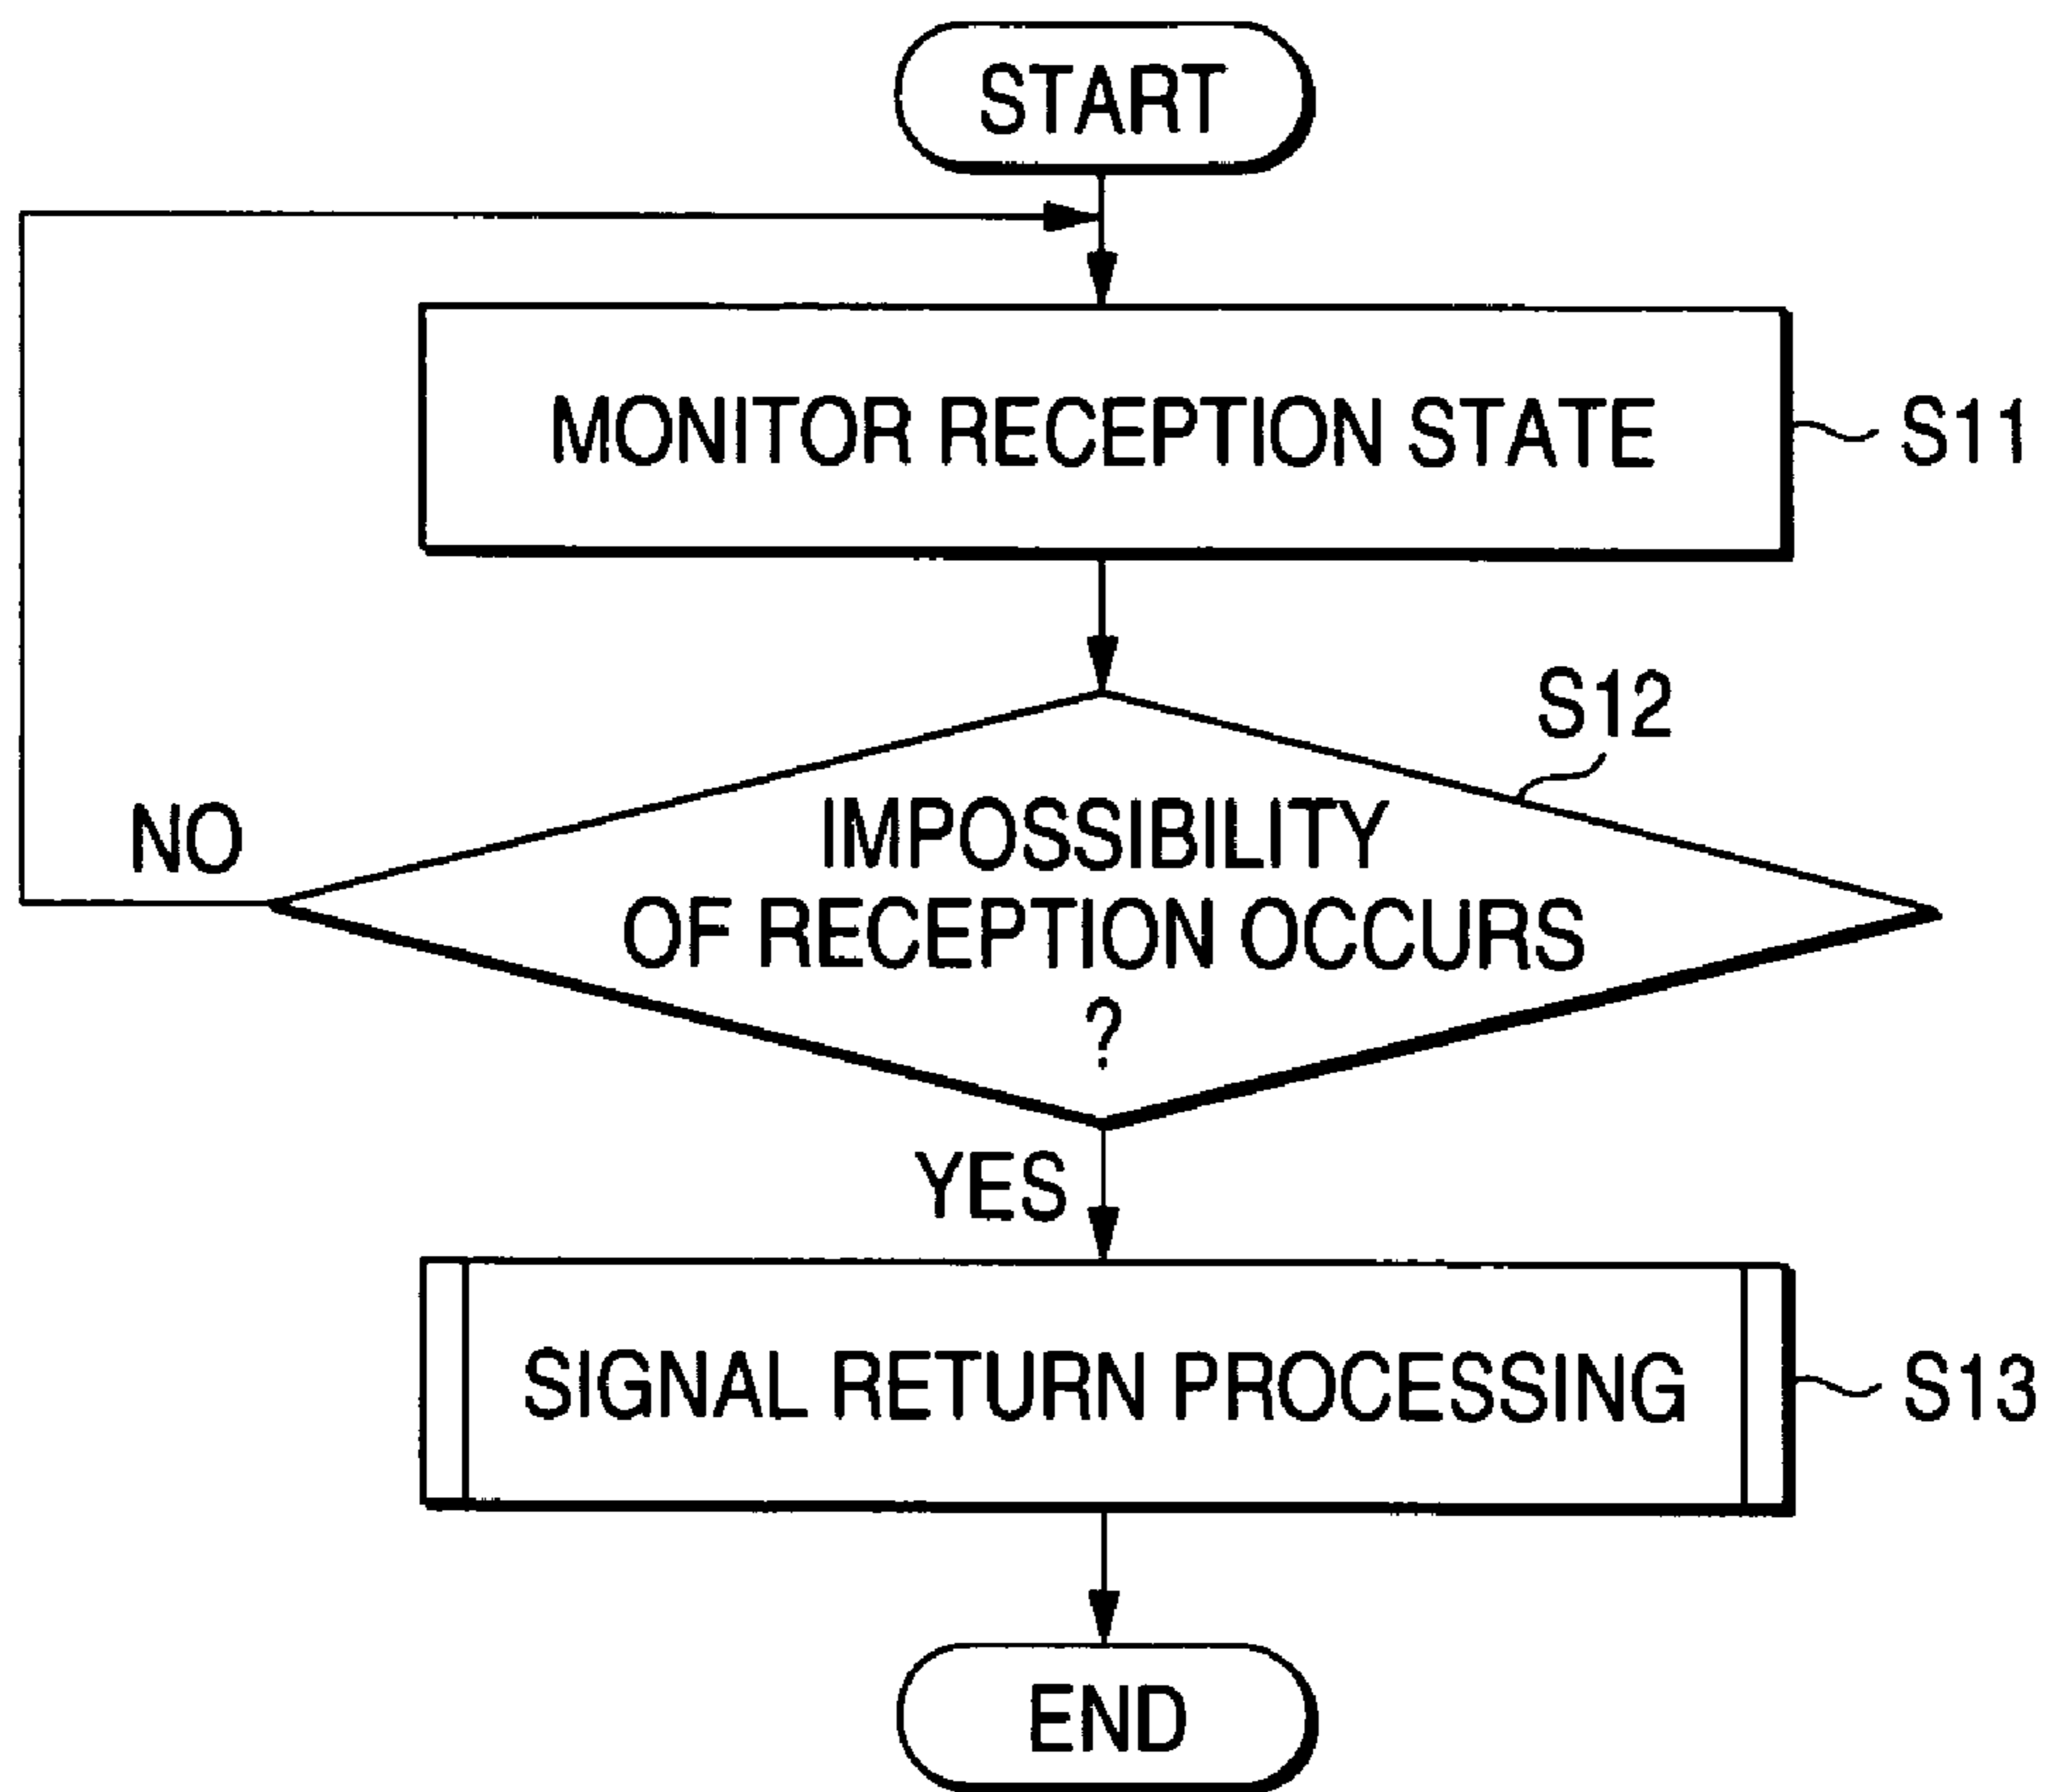 START
MONITOR RECEPTION STATE
S11
S12
IMPOSSIBILITY
OF RECEPTION OCCURS
?
NO
YES
SIGNAL RETURN PROCESSING
S13
END